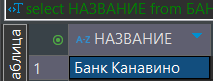 select НАЗВАНИЕ from БАН
аблица
A-Z НАЗВАНИЕ
1 Банк Канавино